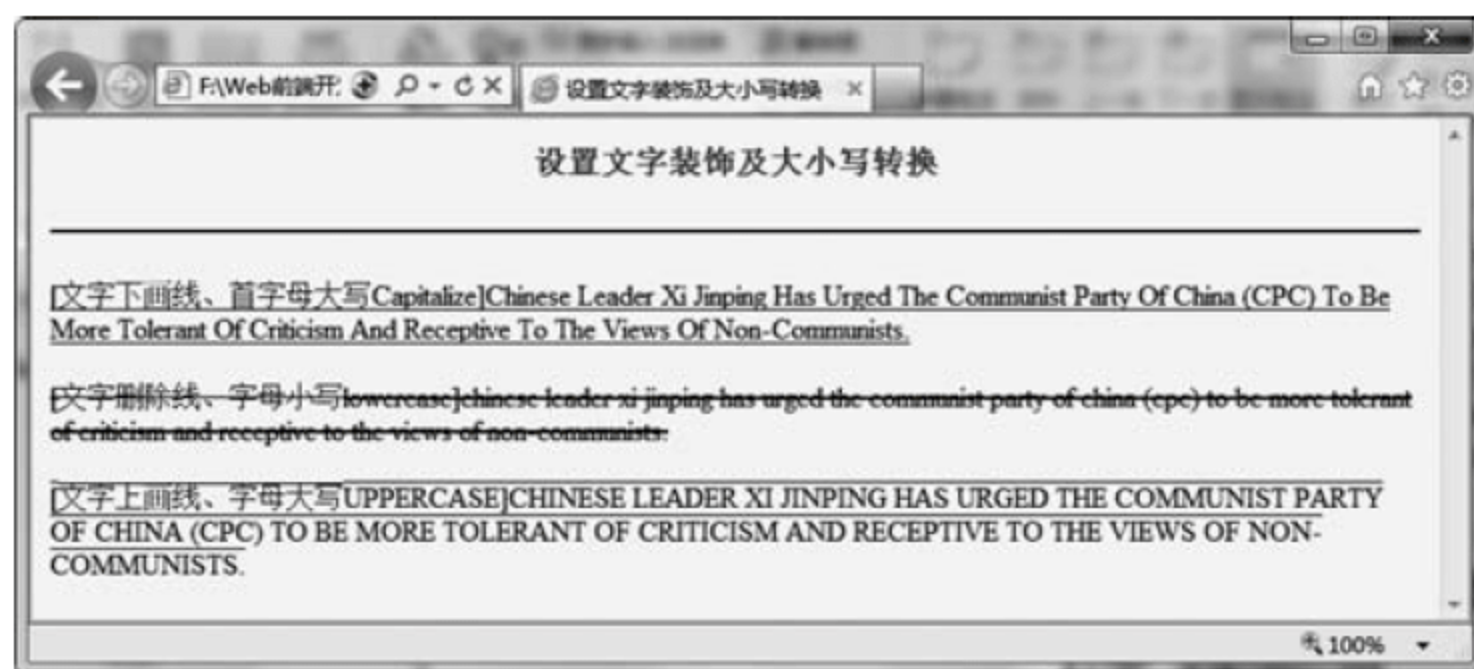 F:\Web前端开
设置文字装饰及大小写转换
设置文字装饰及大小写转换
[文字下画线、首字母大写Capitalize]Chinese Leader Xi Jinping Has Urged The Communist Party Of China (CPC) To Be
More Tolerant Of Criticism And Receptive To The Views Of Non-Communists.
[文字删除线、字母小写lowercase]chinese leader xi jinping has urged the communist party of china (cpc) to be more tolerant
of criticism and receptive to the views of non-communists.
[文字上画线、字母大写UPPERCASE]CHINESE LEADER XI JINPING HAS URGED THE COMMUNIST PARTY
OF CHINA (CPC) TO BE MORE TOLERANT OF CRITICISM AND RECEPTIVE TO THE VIEWS OF NON-
COMMUNISTS.
100%